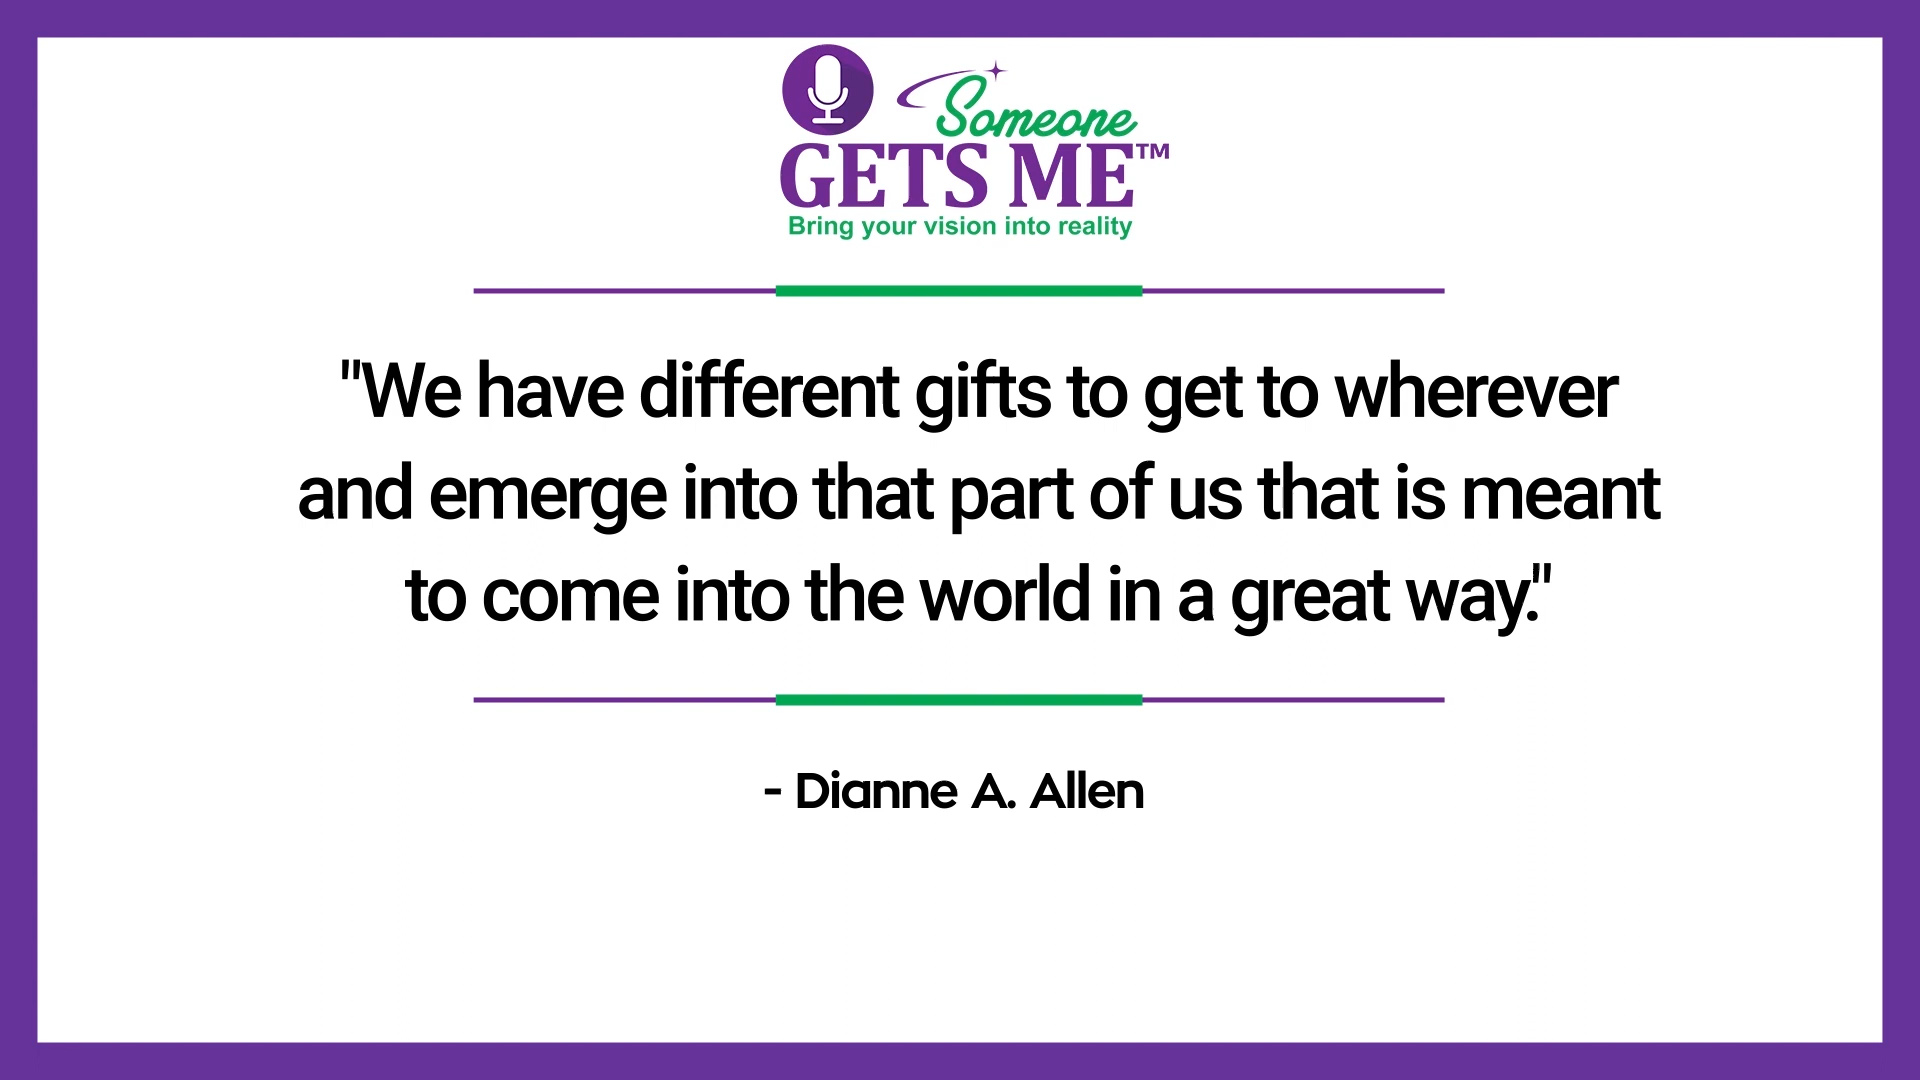 Someone
GETS ME™
Bring your vision into reality
"We have different gifts to get to wherever
and emerge into that part of us that is meant
to come into the world in a great way."
- Dianne A. Allen